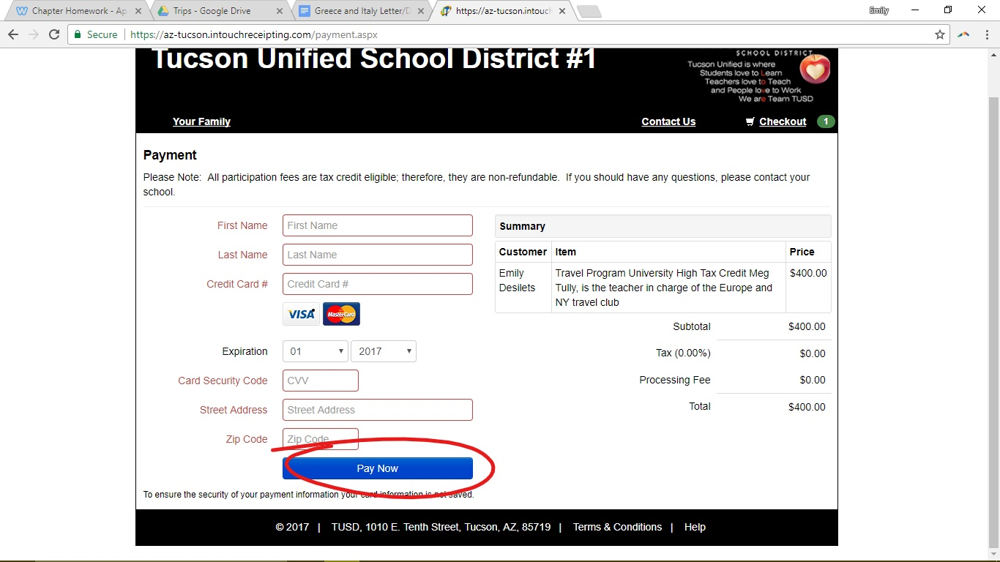 Chapter Homework - Ap
Trips - Google Drive
Greece and Italy Letter/D
https://az-tucson.intouch
Emily
Secure
https://az-tucson.intouchreceipting.com/payment.aspx
Tucson Unified School District #1
SCHOOL DISTRICT
Tucson Unified is where
Students love to Learn
Teachers love to Teach
and People love to Work
We are Team TUSD
Your Family
Contact Us
Checkout 1
Payment
Please Note: All participation fees are tax credit eligible; therefore, they are non-refundable. If you should have any questions, please contact your
school.
First Name First Name
Last Name Last Name
Credit Card # Credit Card #
VISA MasterCard
Expiration 01 2017
Card Security Code CVV
Street Address Street Address
Zip Code Zip Code
Pay Now
To ensure the security of your payment information your card information is not saved.
Summary
Customer Item Price
Emily Travel Program University High Tax Credit Meg $400.00
Desilets Tully, is the teacher in charge of the Europe and
NY travel club
Subtotal $400.00
Tax (0.00%) $0.00
Processing Fee $0.00
Total $400.00
© 2017 | TUSD, 1010 E. Tenth Street, Tucson, AZ, 85719 | Terms & Conditions | Help